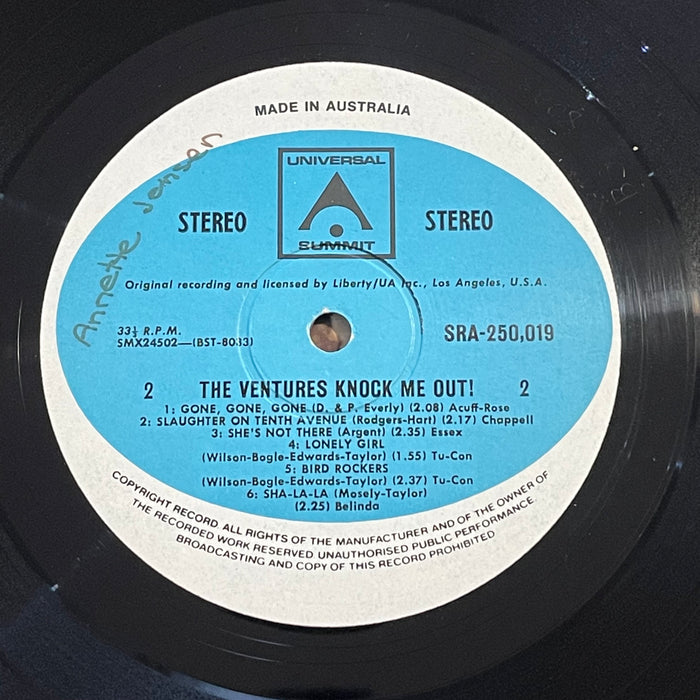 MADE IN AUSTRALIA
UNIVERSAL
SUMMIT
STEREO STEREO
Annette Jensen
Original recording and licensed by Liberty/UA Inc., Los Angeles, U.S.A.
33⅓ R.P.M.
SMX24502—(BST-8033) SRA-250,019
2 THE VENTURES KNOCK ME OUT! 2
1: GONE, GONE, GONE (D. & P. Everly) (2.08) Acuff-Rose
2: SLAUGHTER ON TENTH AVENUE (Rodgers-Hart) (2.17) Chappell
3: SHE'S NOT THERE (Argent) (2.35) Essex
4: LONELY GIRL
(Wilson-Bogle-Edwards-Taylor) (1.55) Tu-Con
5: BIRD ROCKERS
(Wilson-Bogle-Edwards-Taylor) (2.37) Tu-Con
6: SHA-LA-LA (Mosely-Taylor)
(2.25) Belinda
COPYRIGHT RECORD ALL RIGHTS OF THE MANUFACTURER AND OF THE OWNER OF
THE RECORDED WORK RESERVED UNAUTHORISED PUBLIC PERFORMANCE
BROADCASTING AND COPY OF THIS RECORD PROHIBITED